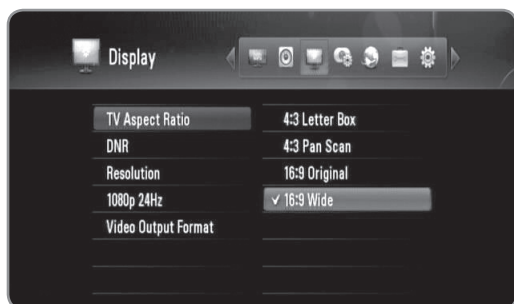 Display
TV Aspect Ratio
DNR
Resolution
1080p 24Hz
Video Output Format
4:3 Letter Box
4:3 Pan Scan
16:9 Original
✓ 16:9 Wide